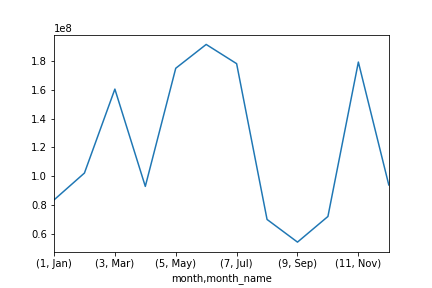 1e8
1.8
1.6
1.4
1.2
1.0
0.8
0.6
(1, Jan) (3, Mar) (5, May) (7, Jul) (9, Sep) (11, Nov)
month,month_name